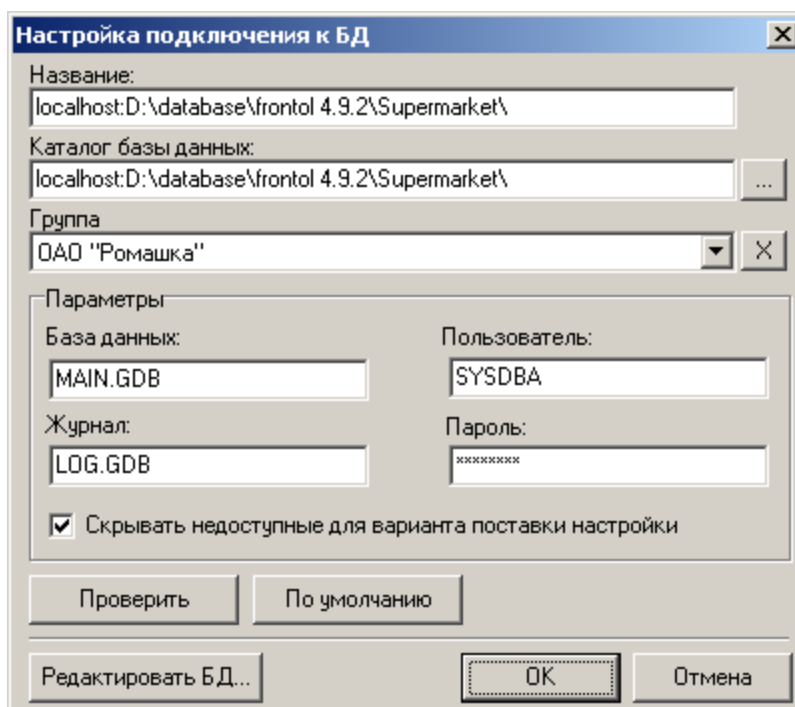 Настройка подключения к БД
Название:
localhost:D:\database\frontol 4.9.2\Supermarket\
Каталог базы данных:
localhost:D:\database\frontol 4.9.2\Supermarket\
...
Группа
ОАО "Ромашка"
Параметры
База данных:
Пользователь:
MAIN.GDB
SYSDBA
Журнал:
Пароль:
LOG.GDB
********
Скрывать недоступные для варианта поставки настройки
Проверить
По умолчанию
Редактировать БД...
OK
Отмена